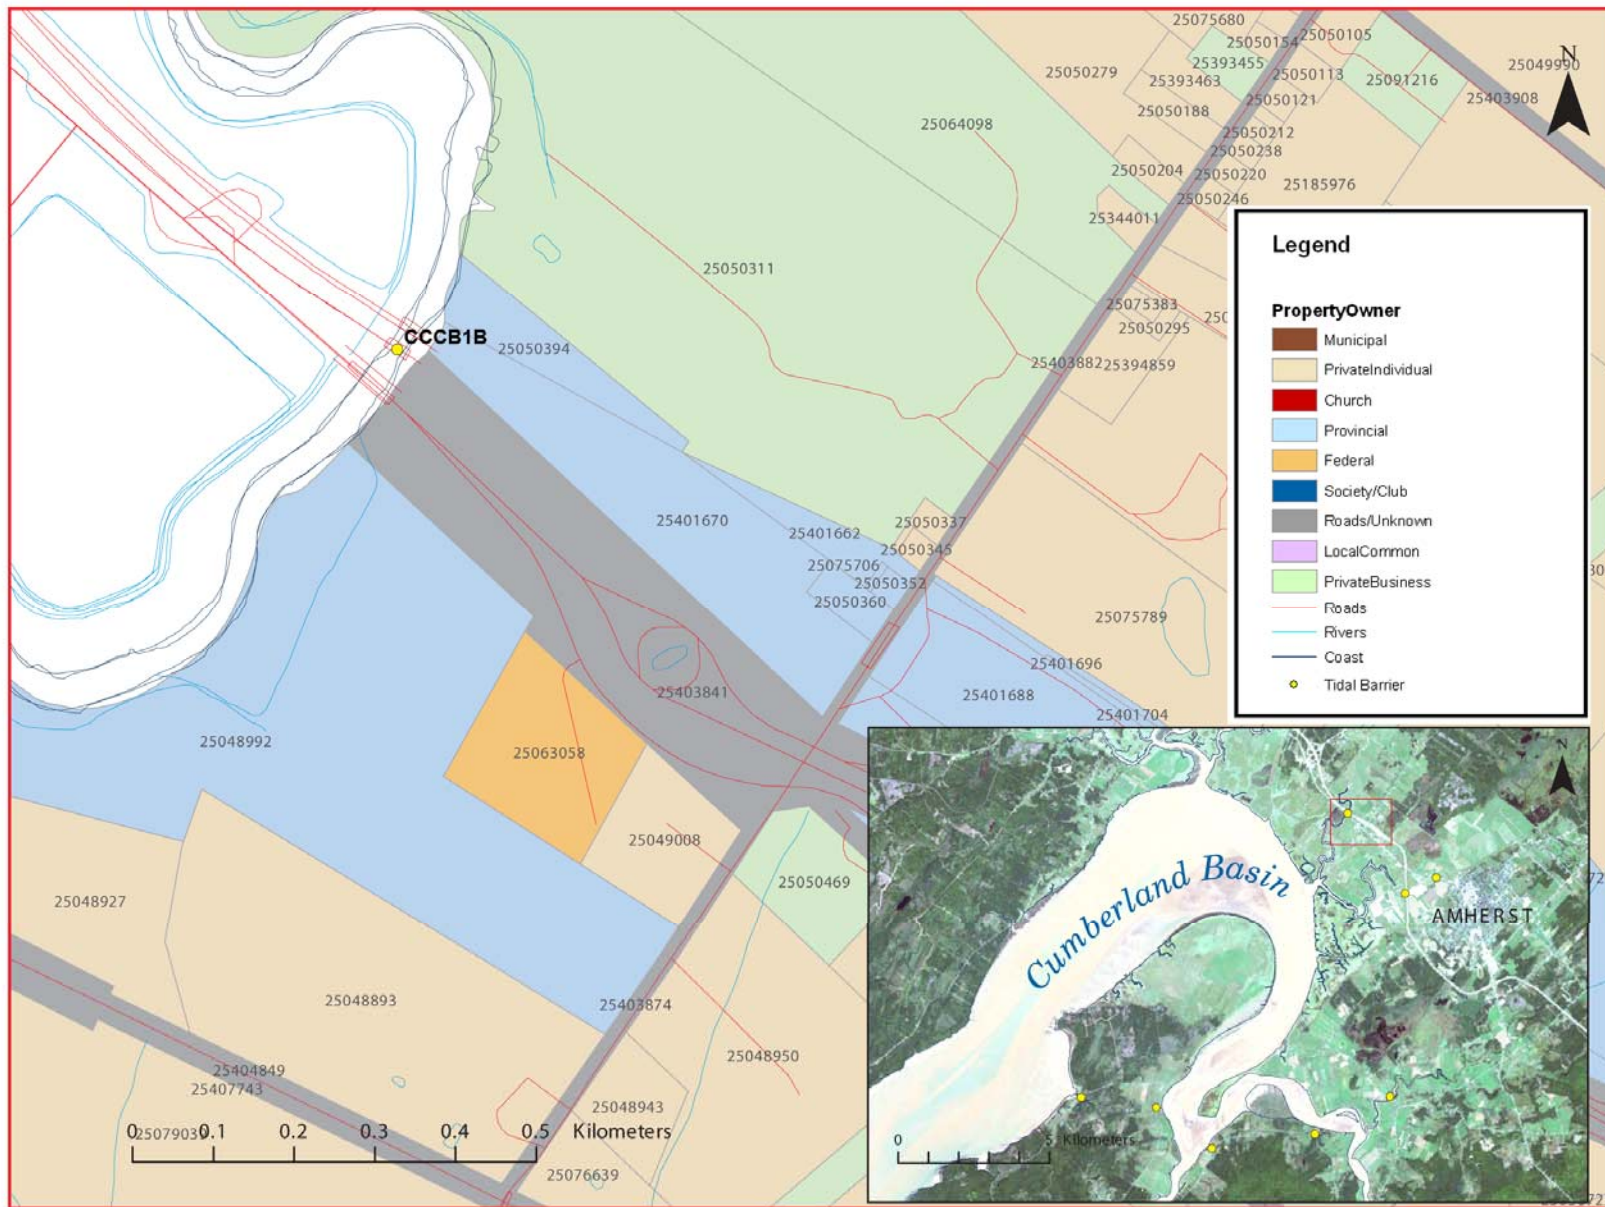 25075680
25050105
25050154
25393455
25049990
N
25050279
25393463
25050113
25091216
25050121
25403908
25050188
25064098
25050212
25050238
25050204
25050220
25185976
25050246
25344011
25050311
25075383
25050295
CCCB1B
25050394
25403882
25394859
Legend
PropertyOwner
Municipal
PrivateIndividual
Church
Provincial
Federal
Society/Club
Roads/Unknown
LocalCommon
PrivateBusiness
Roads
Rivers
Coast
Tidal Barrier
25401670
25050337
25401662
25050345
25075706
25050352
25050360
25075789
25401696
25403841
25401688
25401704
25048992
25063058
25049008
25050469
25048927
25048893
25403874
25048950
25404849
25407743
25048943
25076639
0 0.1 0.2 0.3 0.4 0.5 Kilometers
N
Cumberland Basin
AMHERST
0 5 Kilometers